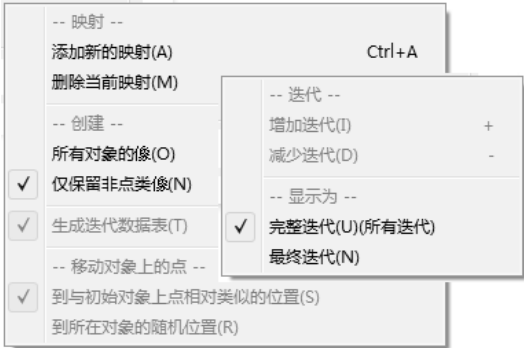 -- 映射 --
添加新的映射(A) Ctrl+A
删除当前映射(M)
-- 创建 --
所有对象的像(O)
仅保留非点类像(N)
生成迭代数据表(T)
-- 移动对象上的点 --
到与初始对象上点相对类似的位置(S)
到所在对象的随机位置(R)
-- 迭代 --
增加迭代(I) +
减少迭代(D) -
-- 显示为 --
完整迭代(U)(所有迭代)
最终迭代(N)